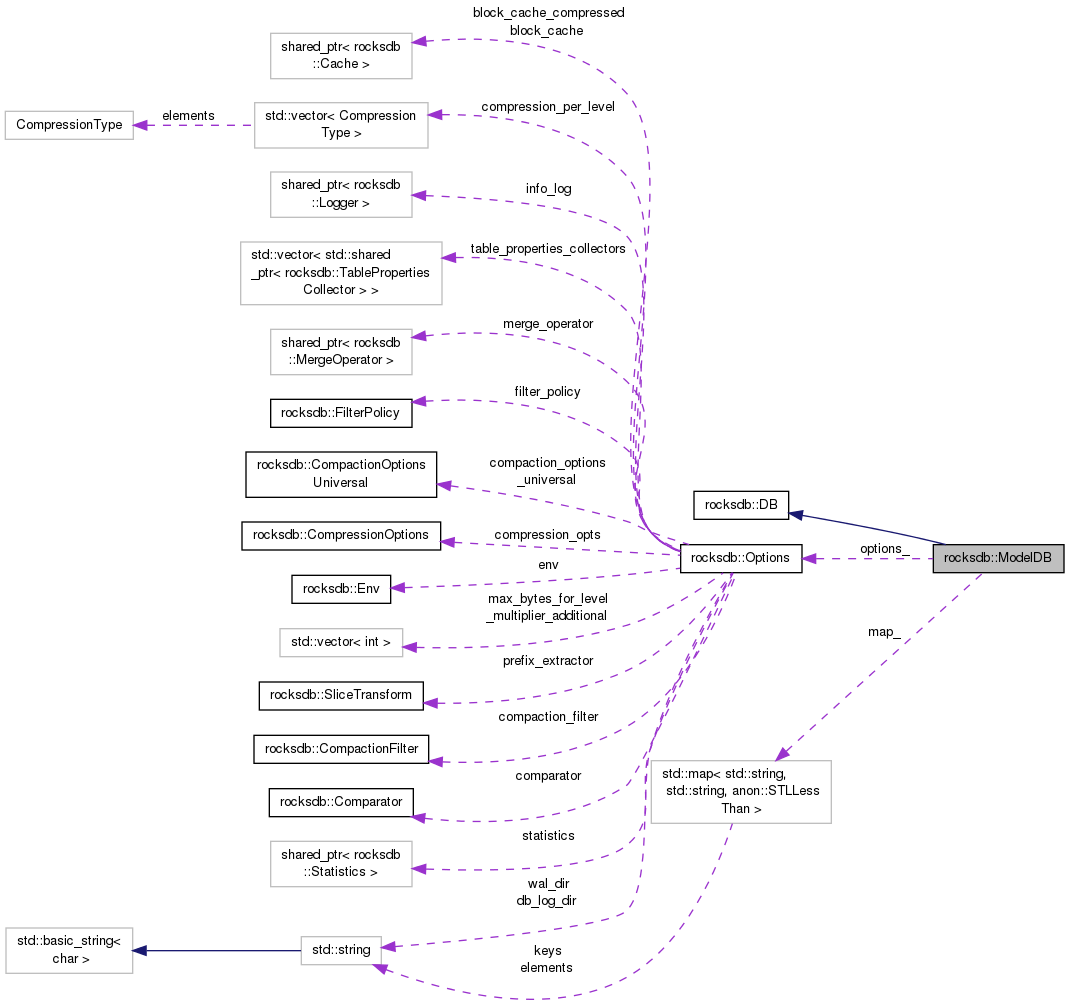 block_cache_compressed
block_cache
shared_ptr< rocksdb
::Cache >
compression_per_level
std::vector< Compression
Type >
elements
CompressionType
info_log
shared_ptr< rocksdb
::Logger >
table_properties_collectors
std::vector< std::shared
_ptr< rocksdb::TableProperties
Collector > >
merge_operator
shared_ptr< rocksdb
::MergeOperator >
filter_policy
rocksdb::FilterPolicy
compaction_options
_universal
rocksdb::CompactionOptions
Universal
rocksdb::DB
compression_opts
rocksdb::CompressionOptions
options_
rocksdb::Options
rocksdb::ModelDB
env
rocksdb::Env
max_bytes_for_level
_multiplier_additional
std::vector< int >
map_
prefix_extractor
rocksdb::SliceTransform
compaction_filter
rocksdb::CompactionFilter
comparator
rocksdb::Comparator
std::map< std::string,
std::string, anon::STLLess
Than >
statistics
shared_ptr< rocksdb
::Statistics >
wal_dir
db_log_dir
std::basic_string<
char >
std::string
keys
elements